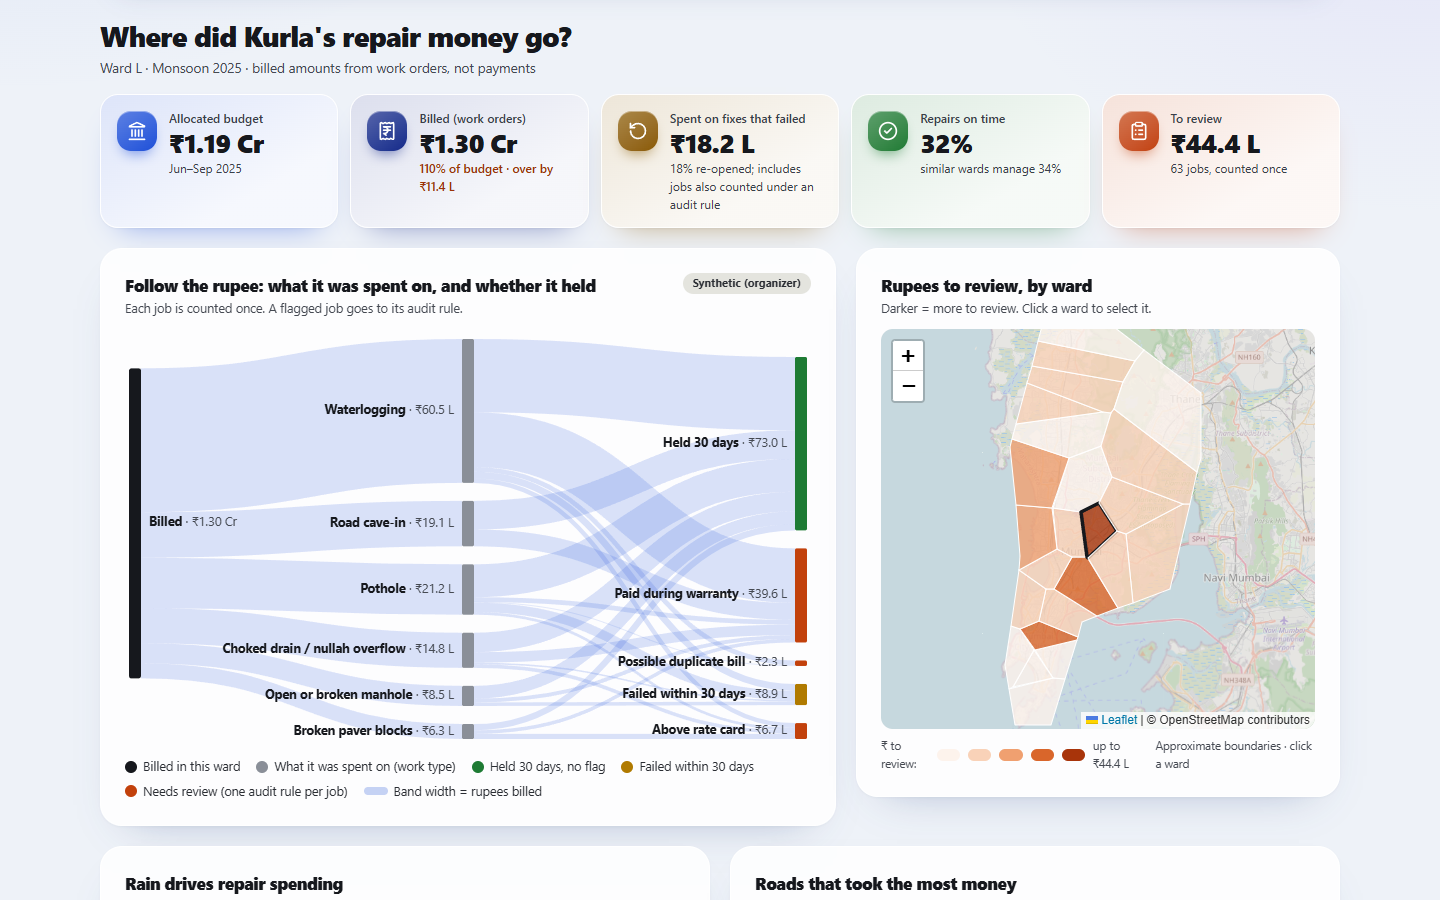 Where did Kurla's repair money go?
Ward L · Monsoon 2025 · billed amounts from work orders, not payments
Allocated budget
₹1.19 Cr
Jun–Sep 2025
Billed (work orders)
₹1.30 Cr
110% of budget · over by
₹11.4 L
Spent on fixes that failed
₹18.2 L
18% re-opened; includes
jobs also counted under an
audit rule
Repairs on time
32%
similar wards manage 34%
To review
₹44.4 L
63 jobs, counted once
Follow the rupee: what it was spent on, and whether it held
Synthetic (organizer)
Each job is counted once. A flagged job goes to its audit rule.
Billed · ₹1.30 Cr
Waterlogging · ₹60.5 L
Road cave-in · ₹19.1 L
Pothole · ₹21.2 L
Choked drain / nullah overflow · ₹14.8 L
Open or broken manhole · ₹8.5 L
Broken paver blocks · ₹6.3 L
Held 30 days · ₹73.0 L
Paid during warranty · ₹39.6 L
Possible duplicate bill · ₹2.3 L
Failed within 30 days · ₹8.9 L
Above rate card · ₹6.7 L
Billed in this ward
What it was spent on (work type)
Held 30 days, no flag
Failed within 30 days
Needs review (one audit rule per job)
Band width = rupees billed
Rupees to review, by ward
Darker = more to review. Click a ward to select it.
+
−
NH160
K
Thane
SPH
NH
Navi Mumbai
Navi Mumbai
International
Airport
NH348A
Leaflet | © OpenStreetMap contributors
₹ to
review:
up to
₹44.4 L
Approximate boundaries · click
a ward
Rain drives repair spending
Roads that took the most money